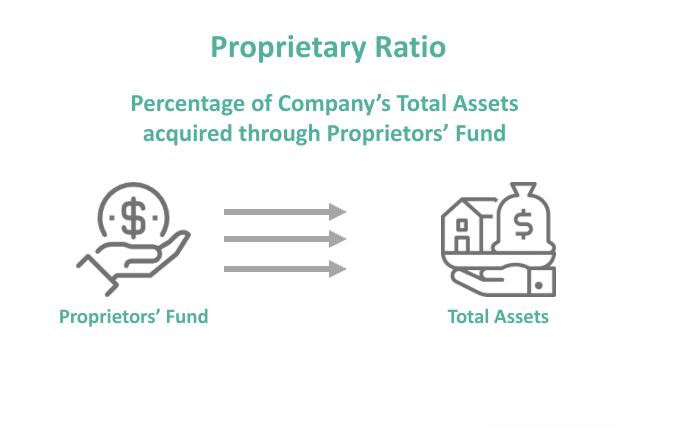 Proprietary Ratio
Percentage of Company’s Total Assets
acquired through Proprietors’ Fund
$
$
Proprietors’ Fund
Total Assets